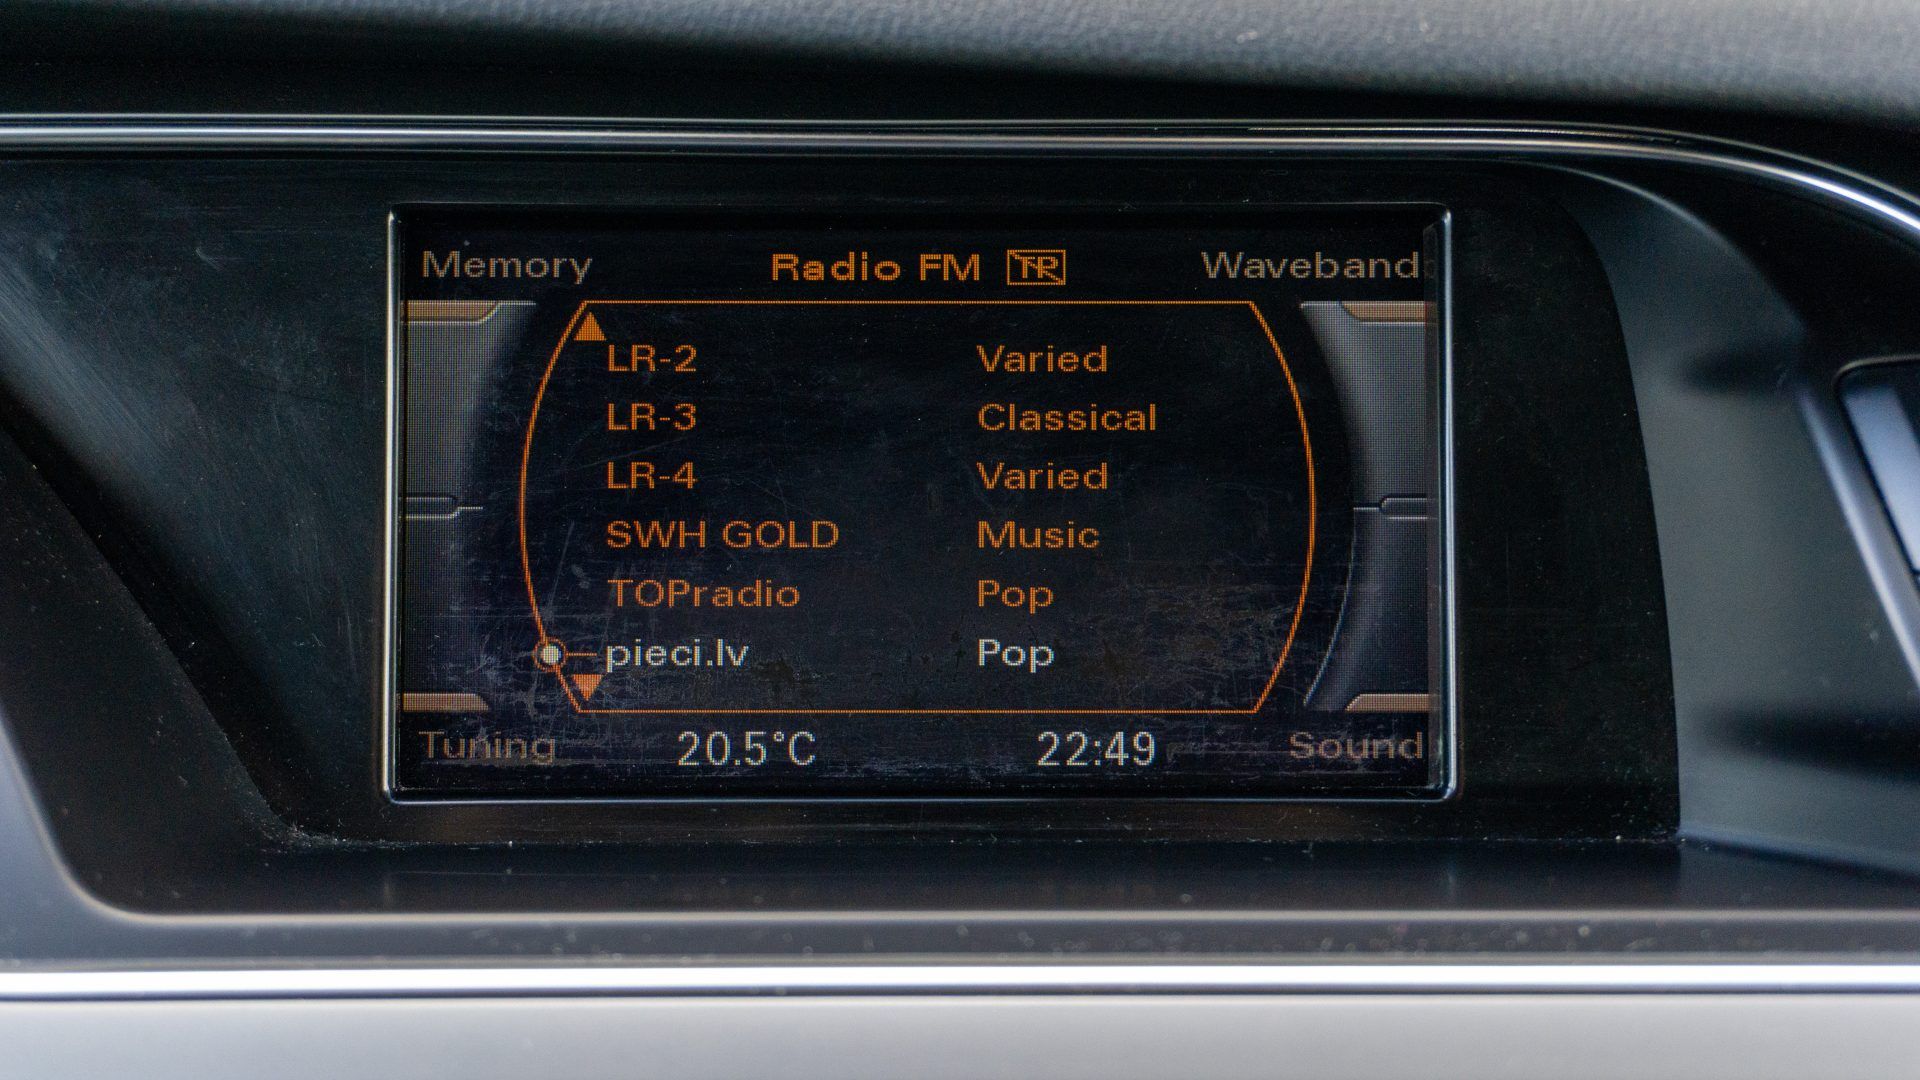 Memory Radio FM TP Waveband
LR-2 Varied
LR-3 Classical
LR-4 Varied
SWH GOLD Music
TOPradio Pop
pieci.lv Pop
Tuning 20.5°C 22:49 Sound